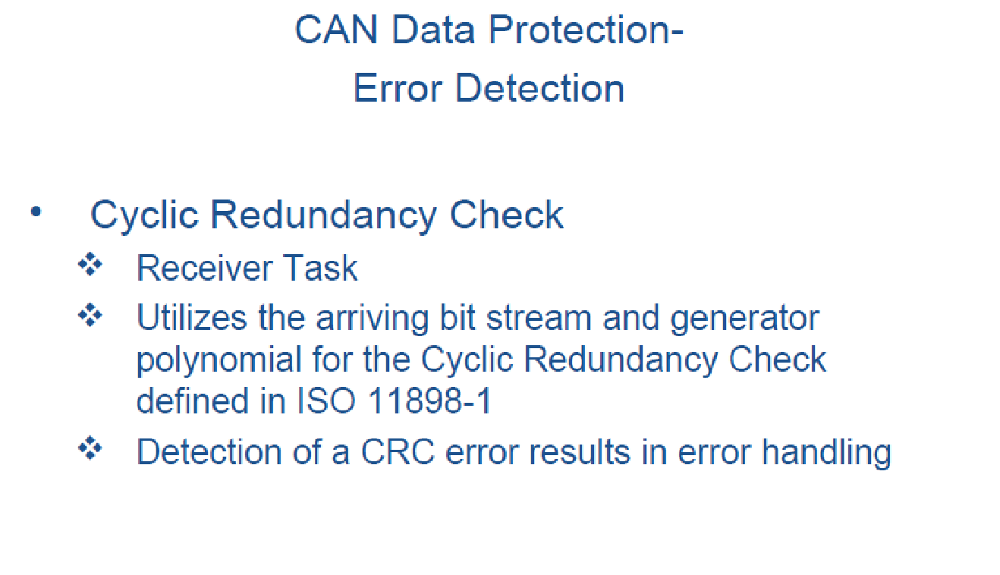 CAN Data Protection-
Error Detection
• Cyclic Redundancy Check
❖ Receiver Task
❖ Utilizes the arriving bit stream and generator
polynomial for the Cyclic Redundancy Check
defined in ISO 11898-1
❖ Detection of a CRC error results in error handling